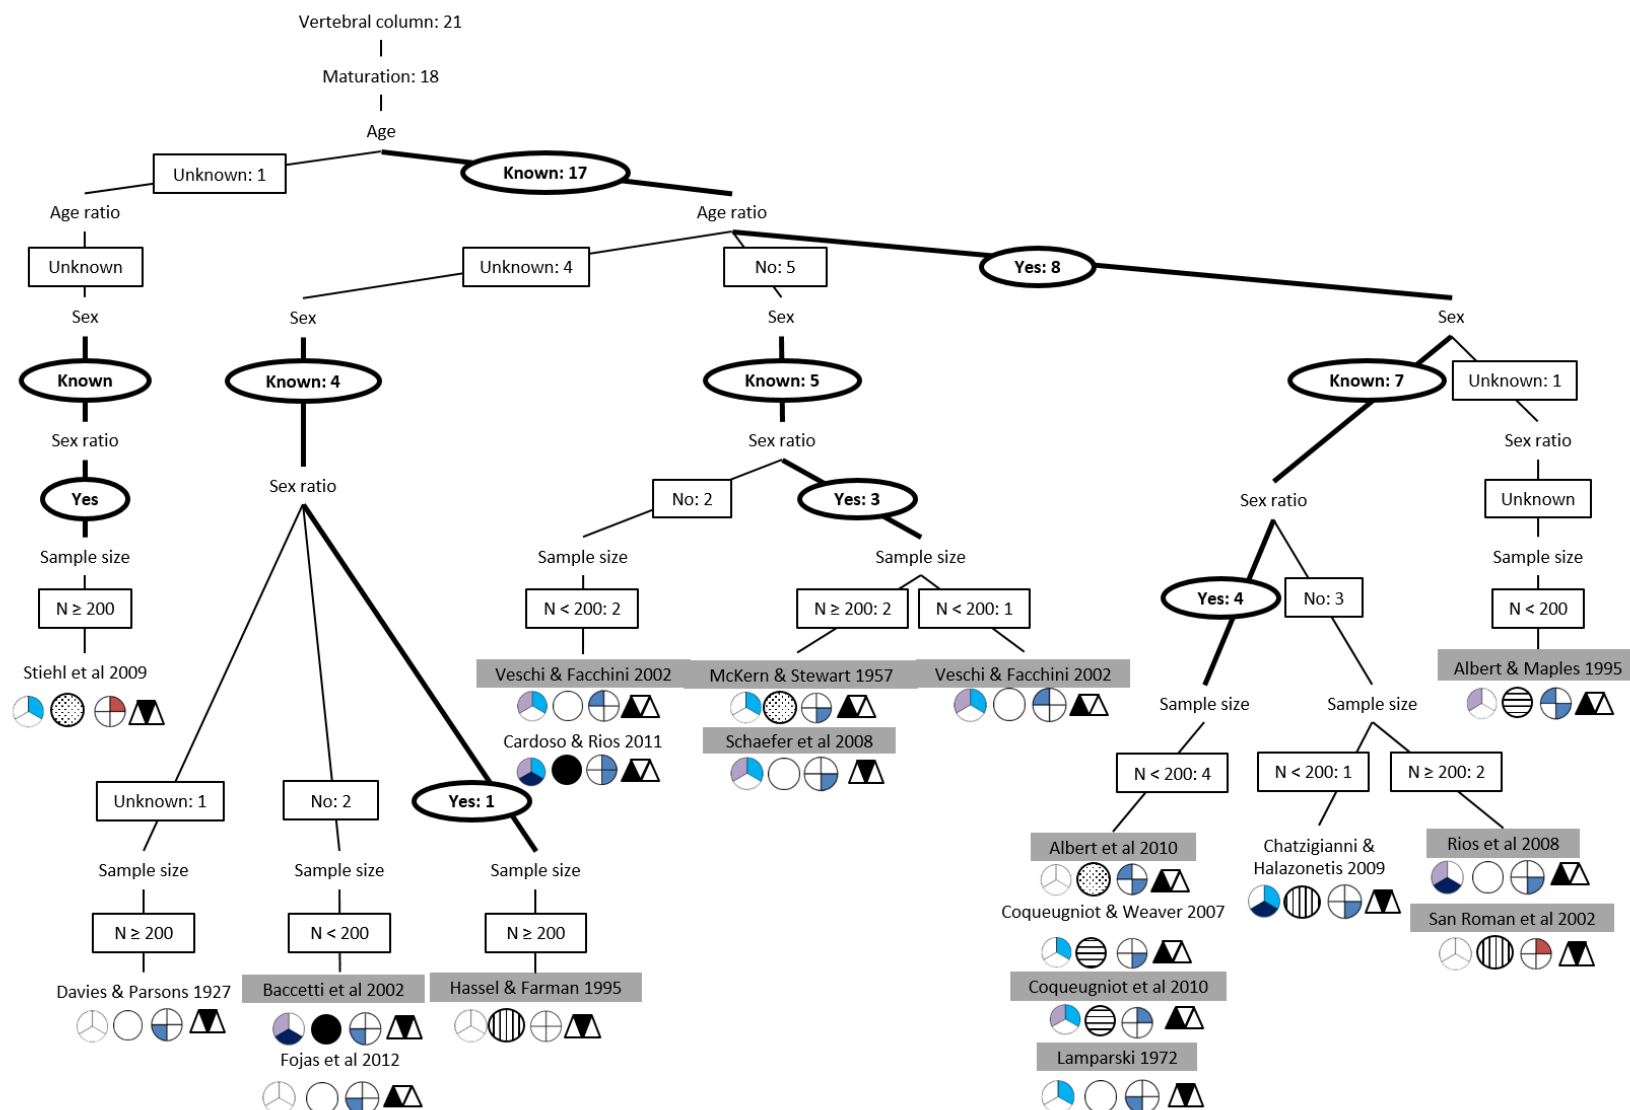 Vertebral column: 21
Maturation: 18
Age
Unknown: 1
Known: 17
Age ratio
Age ratio
Unknown
Unknown: 4
No: 5
Yes: 8
Sex
Sex
Sex
Sex
Known
Known: 4
Known: 5
Known: 7
Unknown: 1
Sex ratio
Sex ratio
Sex ratio
Sex ratio
Sex ratio
Yes
No: 2
Yes: 3
Unknown
Sample size
Sample size
Sample size
Sample size
N ≥ 200
N < 200: 2
N ≥ 200: 2
N < 200: 1
Yes: 4
No: 3
N < 200
Stiehl et al 2009
Veschi & Facchini 2002
McKern & Stewart 1957
Veschi & Facchini 2002
Albert & Maples 1995
Sample size
Sample size
Cardoso & Rios 2011
Schaefer et al 2008
N < 200: 4
N < 200: 1
N ≥ 200: 2
Unknown: 1
No: 2
Yes: 1
Albert et al 2010
Chatzigianni &
Halazonetis 2009
Rios et al 2008
Sample size
Sample size
Sample size
Coqueugniot & Weaver 2007
San Roman et al 2002
N ≥ 200
N < 200
N ≥ 200
Davies & Parsons 1927
Baccetti et al 2002
Hassel & Farman 1995
Coqueugniot et al 2010
Fojas et al 2012
Lamparski 1972